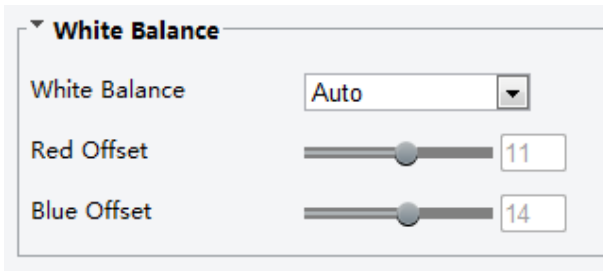 White Balance
White Balance Auto
Red Offset 11
Blue Offset 14